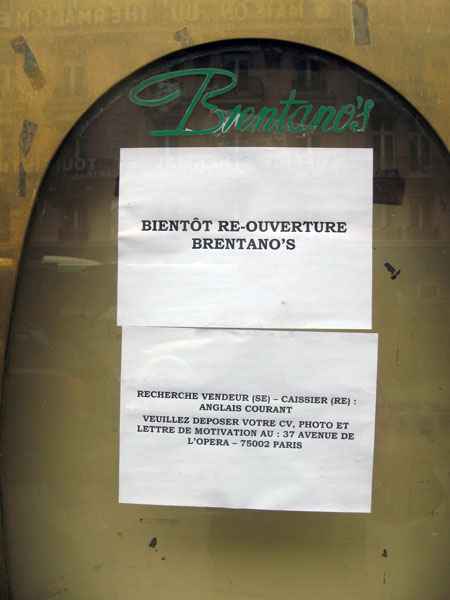 Brentano's
BIENTÔT RE-OUVERTURE
BRENTANO'S
RECHERCHE VENDEUR (SE) – CAISSIER (RE) :
ANGLAIS COURANT
VEUILLEZ DEPOSER VOTRE CV, PHOTO ET
LETTRE DE MOTIVATION AU : 37 AVENUE DE
L'OPERA – 75002 PARIS